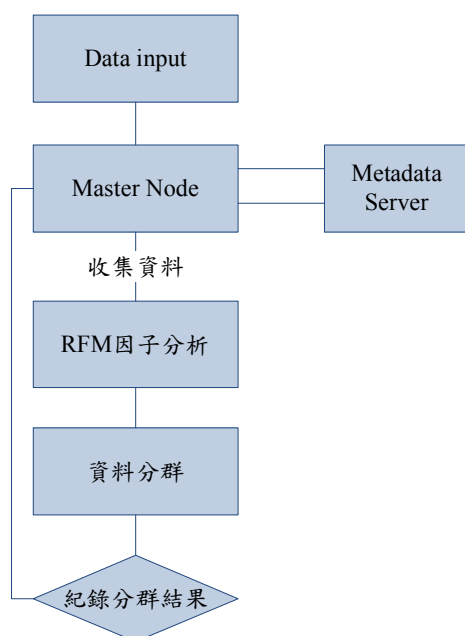 Data input
Master Node
Metadata
Server
收集資料
RFM因子分析
資料分群
紀錄分群結果